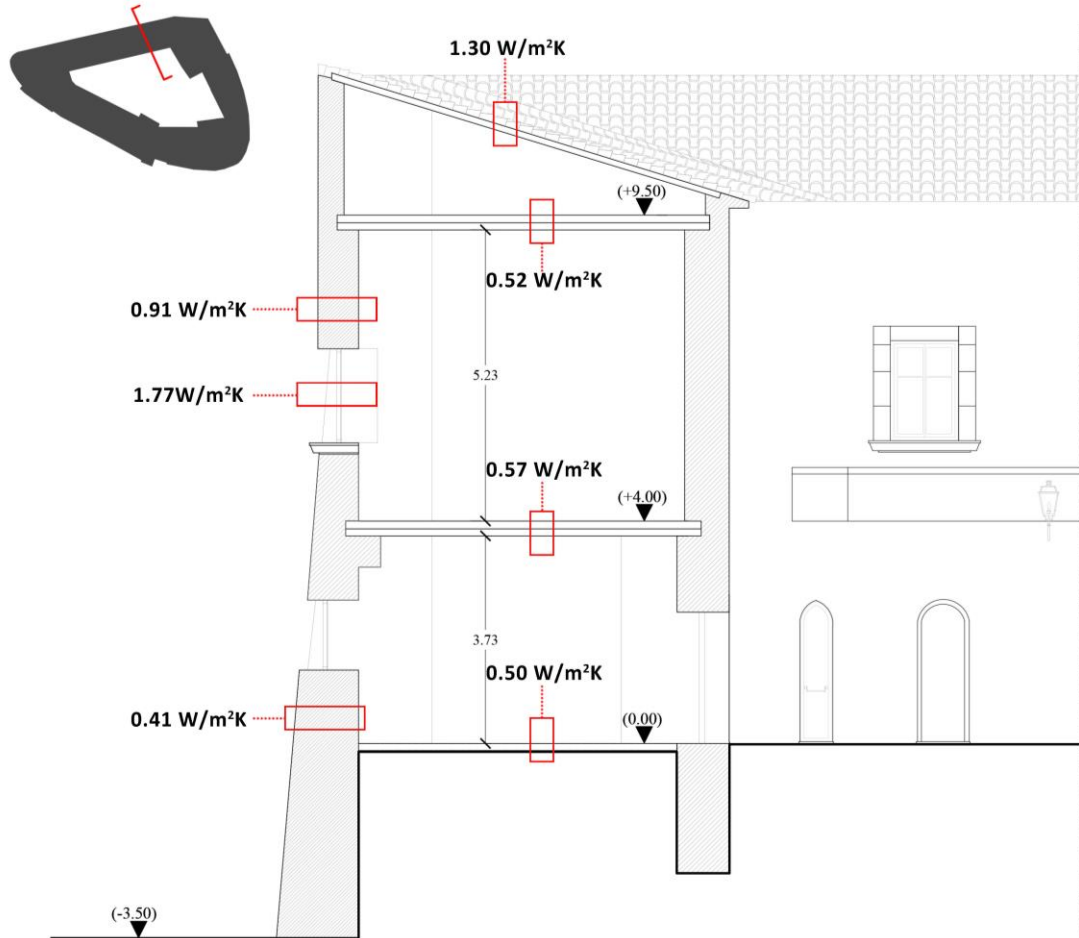 1.30 W/m²K
(+9.50)
0.52 W/m²K
0.91 W/m²K
5.23
1.77W/m²K
0.57 W/m²K
(+4.00)
3.73
0.50 W/m²K
0.41 W/m²K
(0.00)
(-3.50)